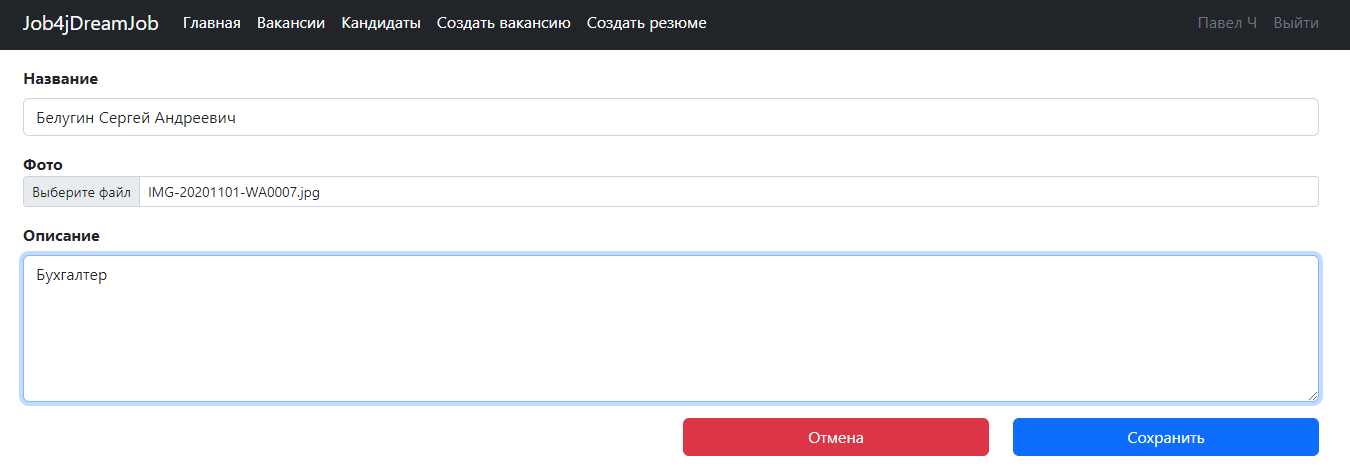 Job4jDreamJob Главная Вакансии Кандидаты Создать вакансию Создать резюме Павел Ч Выйти
Название
Белугин Сергей Андреевич
Фото
Выберите файл IMG-20201101-WA0007.jpg
Описание
Бухгалтер
Отмена Сохранить